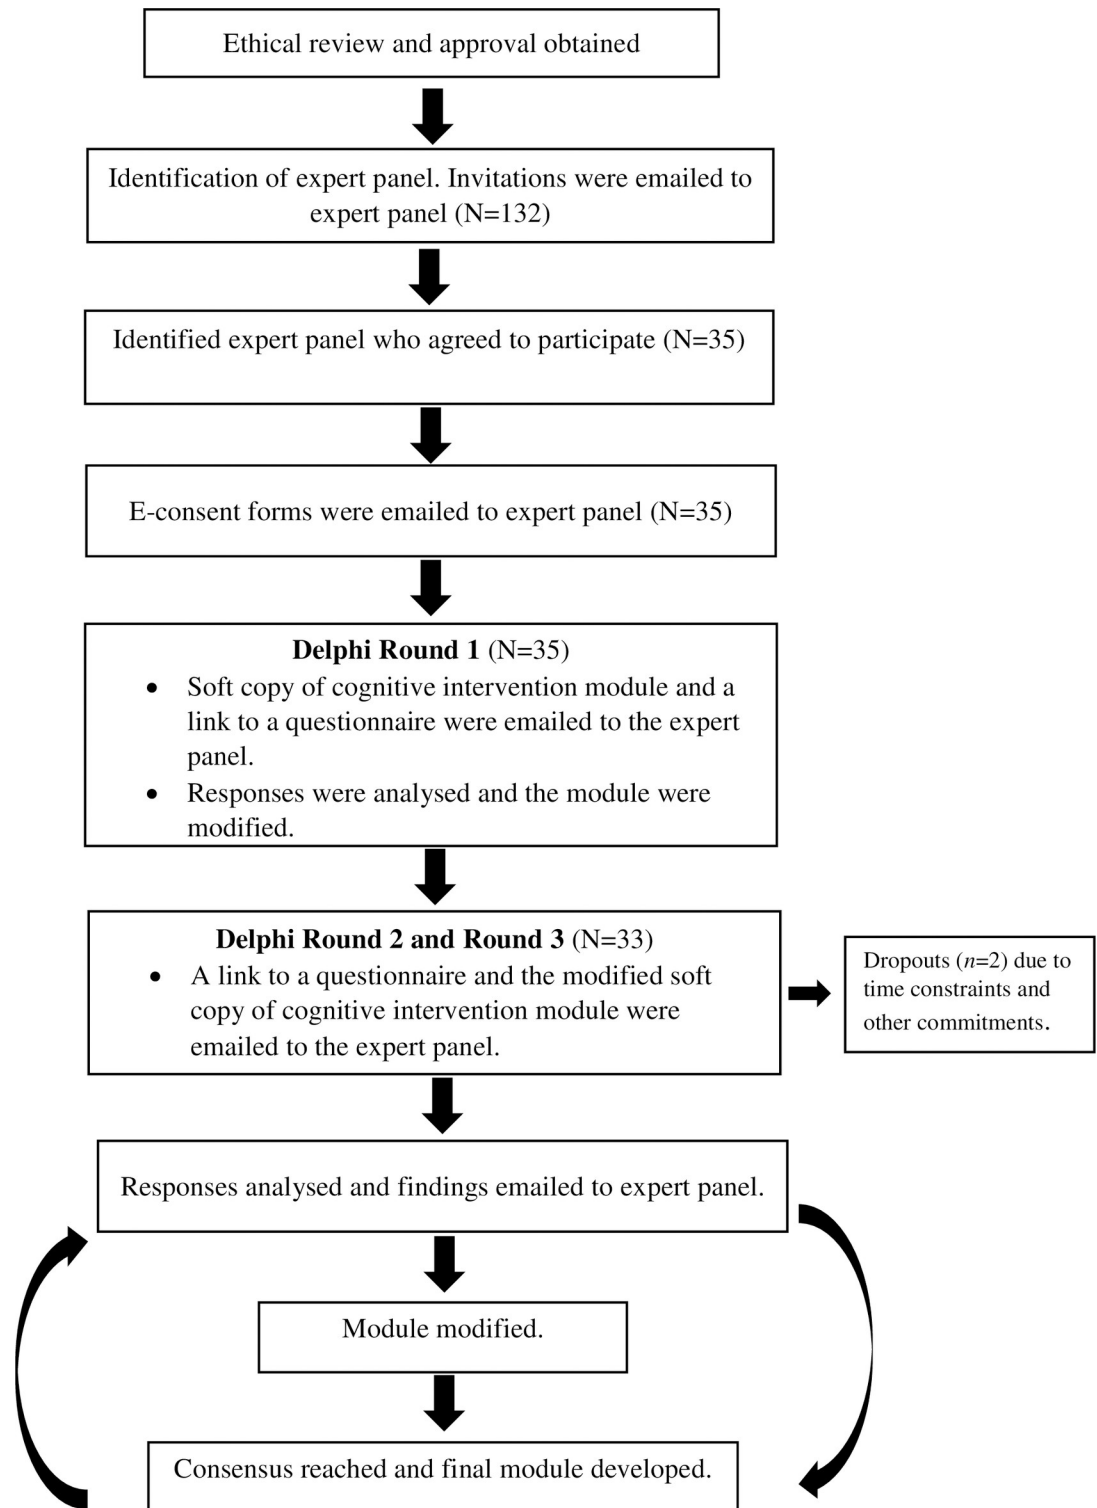 Ethical review and approval obtained
Identification of expert panel. Invitations were emailed to
expert panel (N=132)
Identified expert panel who agreed to participate (N=35)
E-consent forms were emailed to expert panel (N=35)
Delphi Round 1 (N=35)
• Soft copy of cognitive intervention module and a
link to a questionnaire were emailed to the expert
panel.
• Responses were analysed and the module were
modified.
Delphi Round 2 and Round 3 (N=33)
• A link to a questionnaire and the modified soft
copy of cognitive intervention module were
emailed to the expert panel.
Dropouts (n=2) due to
time constraints and
other commitments.
Responses analysed and findings emailed to expert panel.
Module modified.
Consensus reached and final module developed.